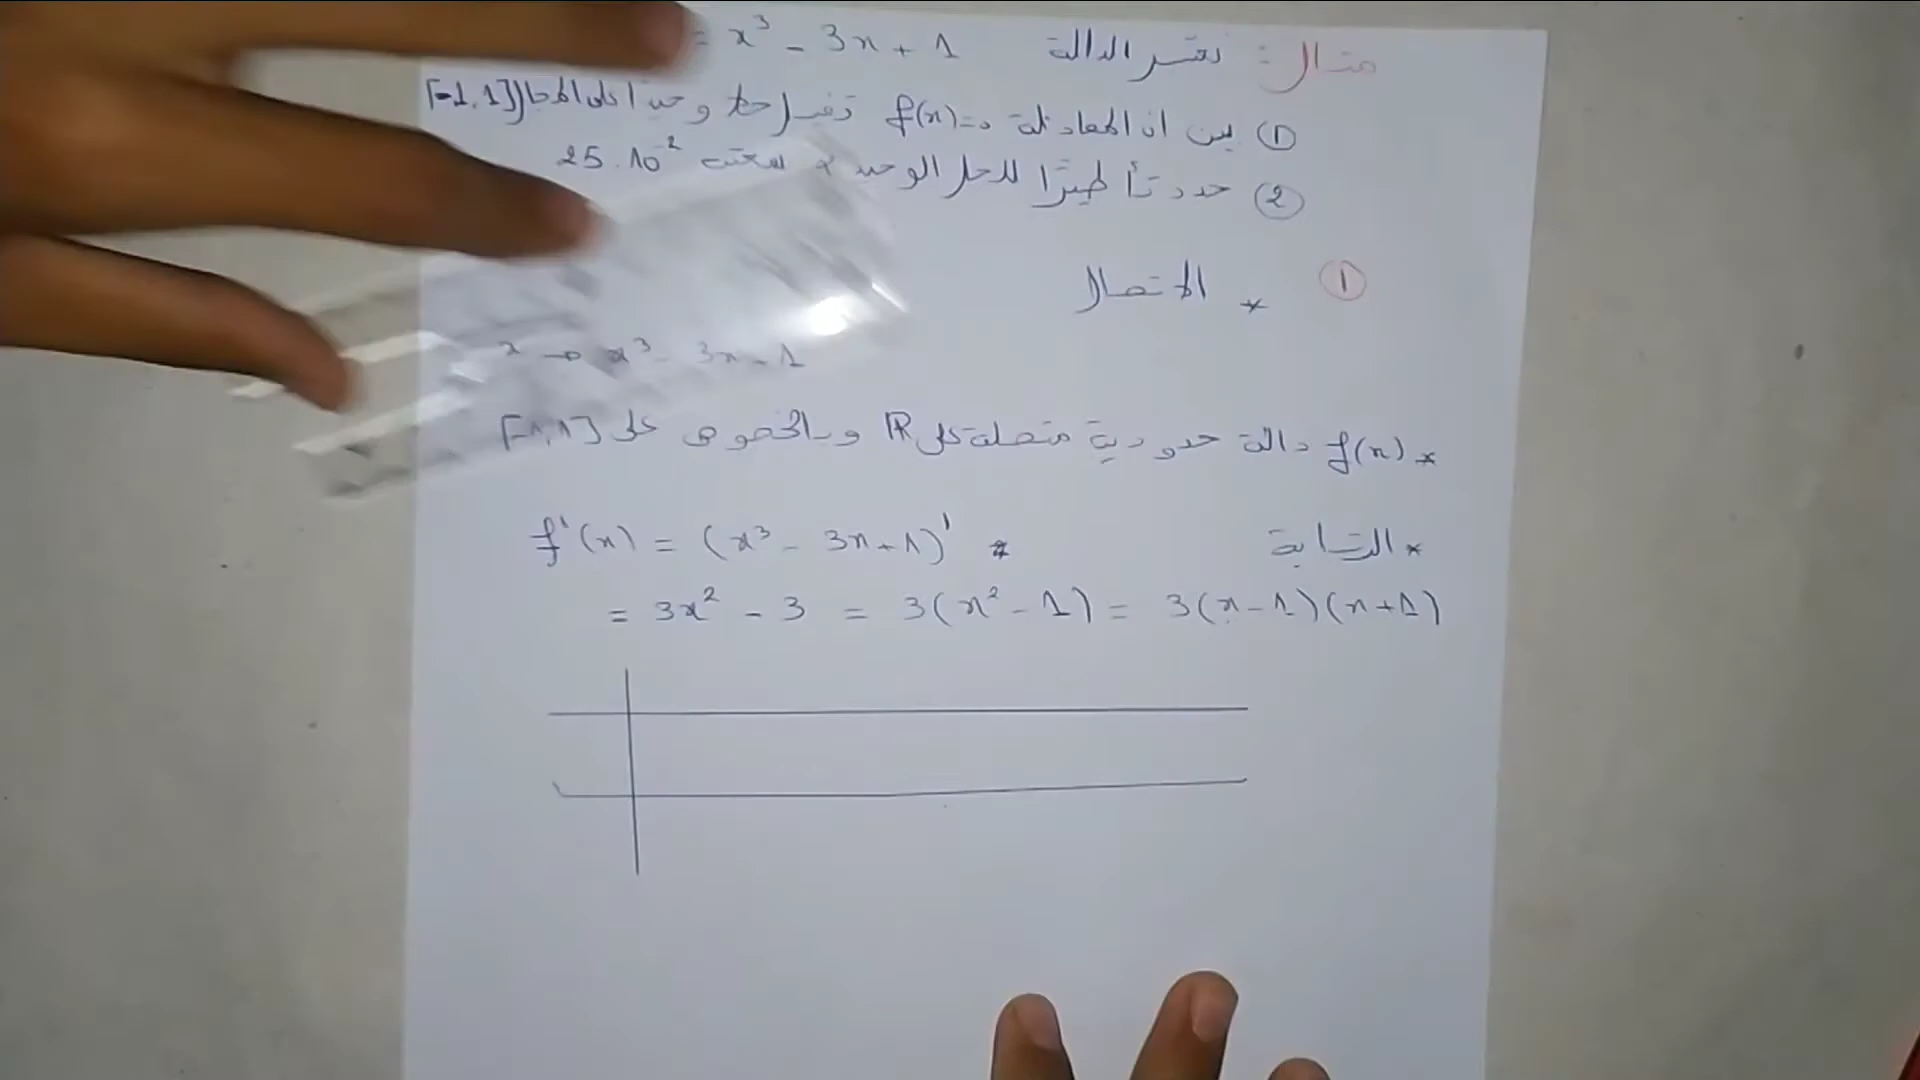 مثال: نعتبر الدالة = x³ - 3x + 1
① بين ان المعادلة f(x)=0 تقبل حلا وحيدا على المجال [-1,1]
② حدد تأطيرًا للحل الوحيد α سعته 25.10⁻²
① * الاتصال
x → x³ - 3x - 1
* f(x) دالة حدودية متصلة على ℝ وبالخصوص على [-1,1]
* الرتابة f'(x) = (x³ - 3x + 1)'
= 3x² - 3 = 3(x² - 1) = 3(x-1)(x+1)